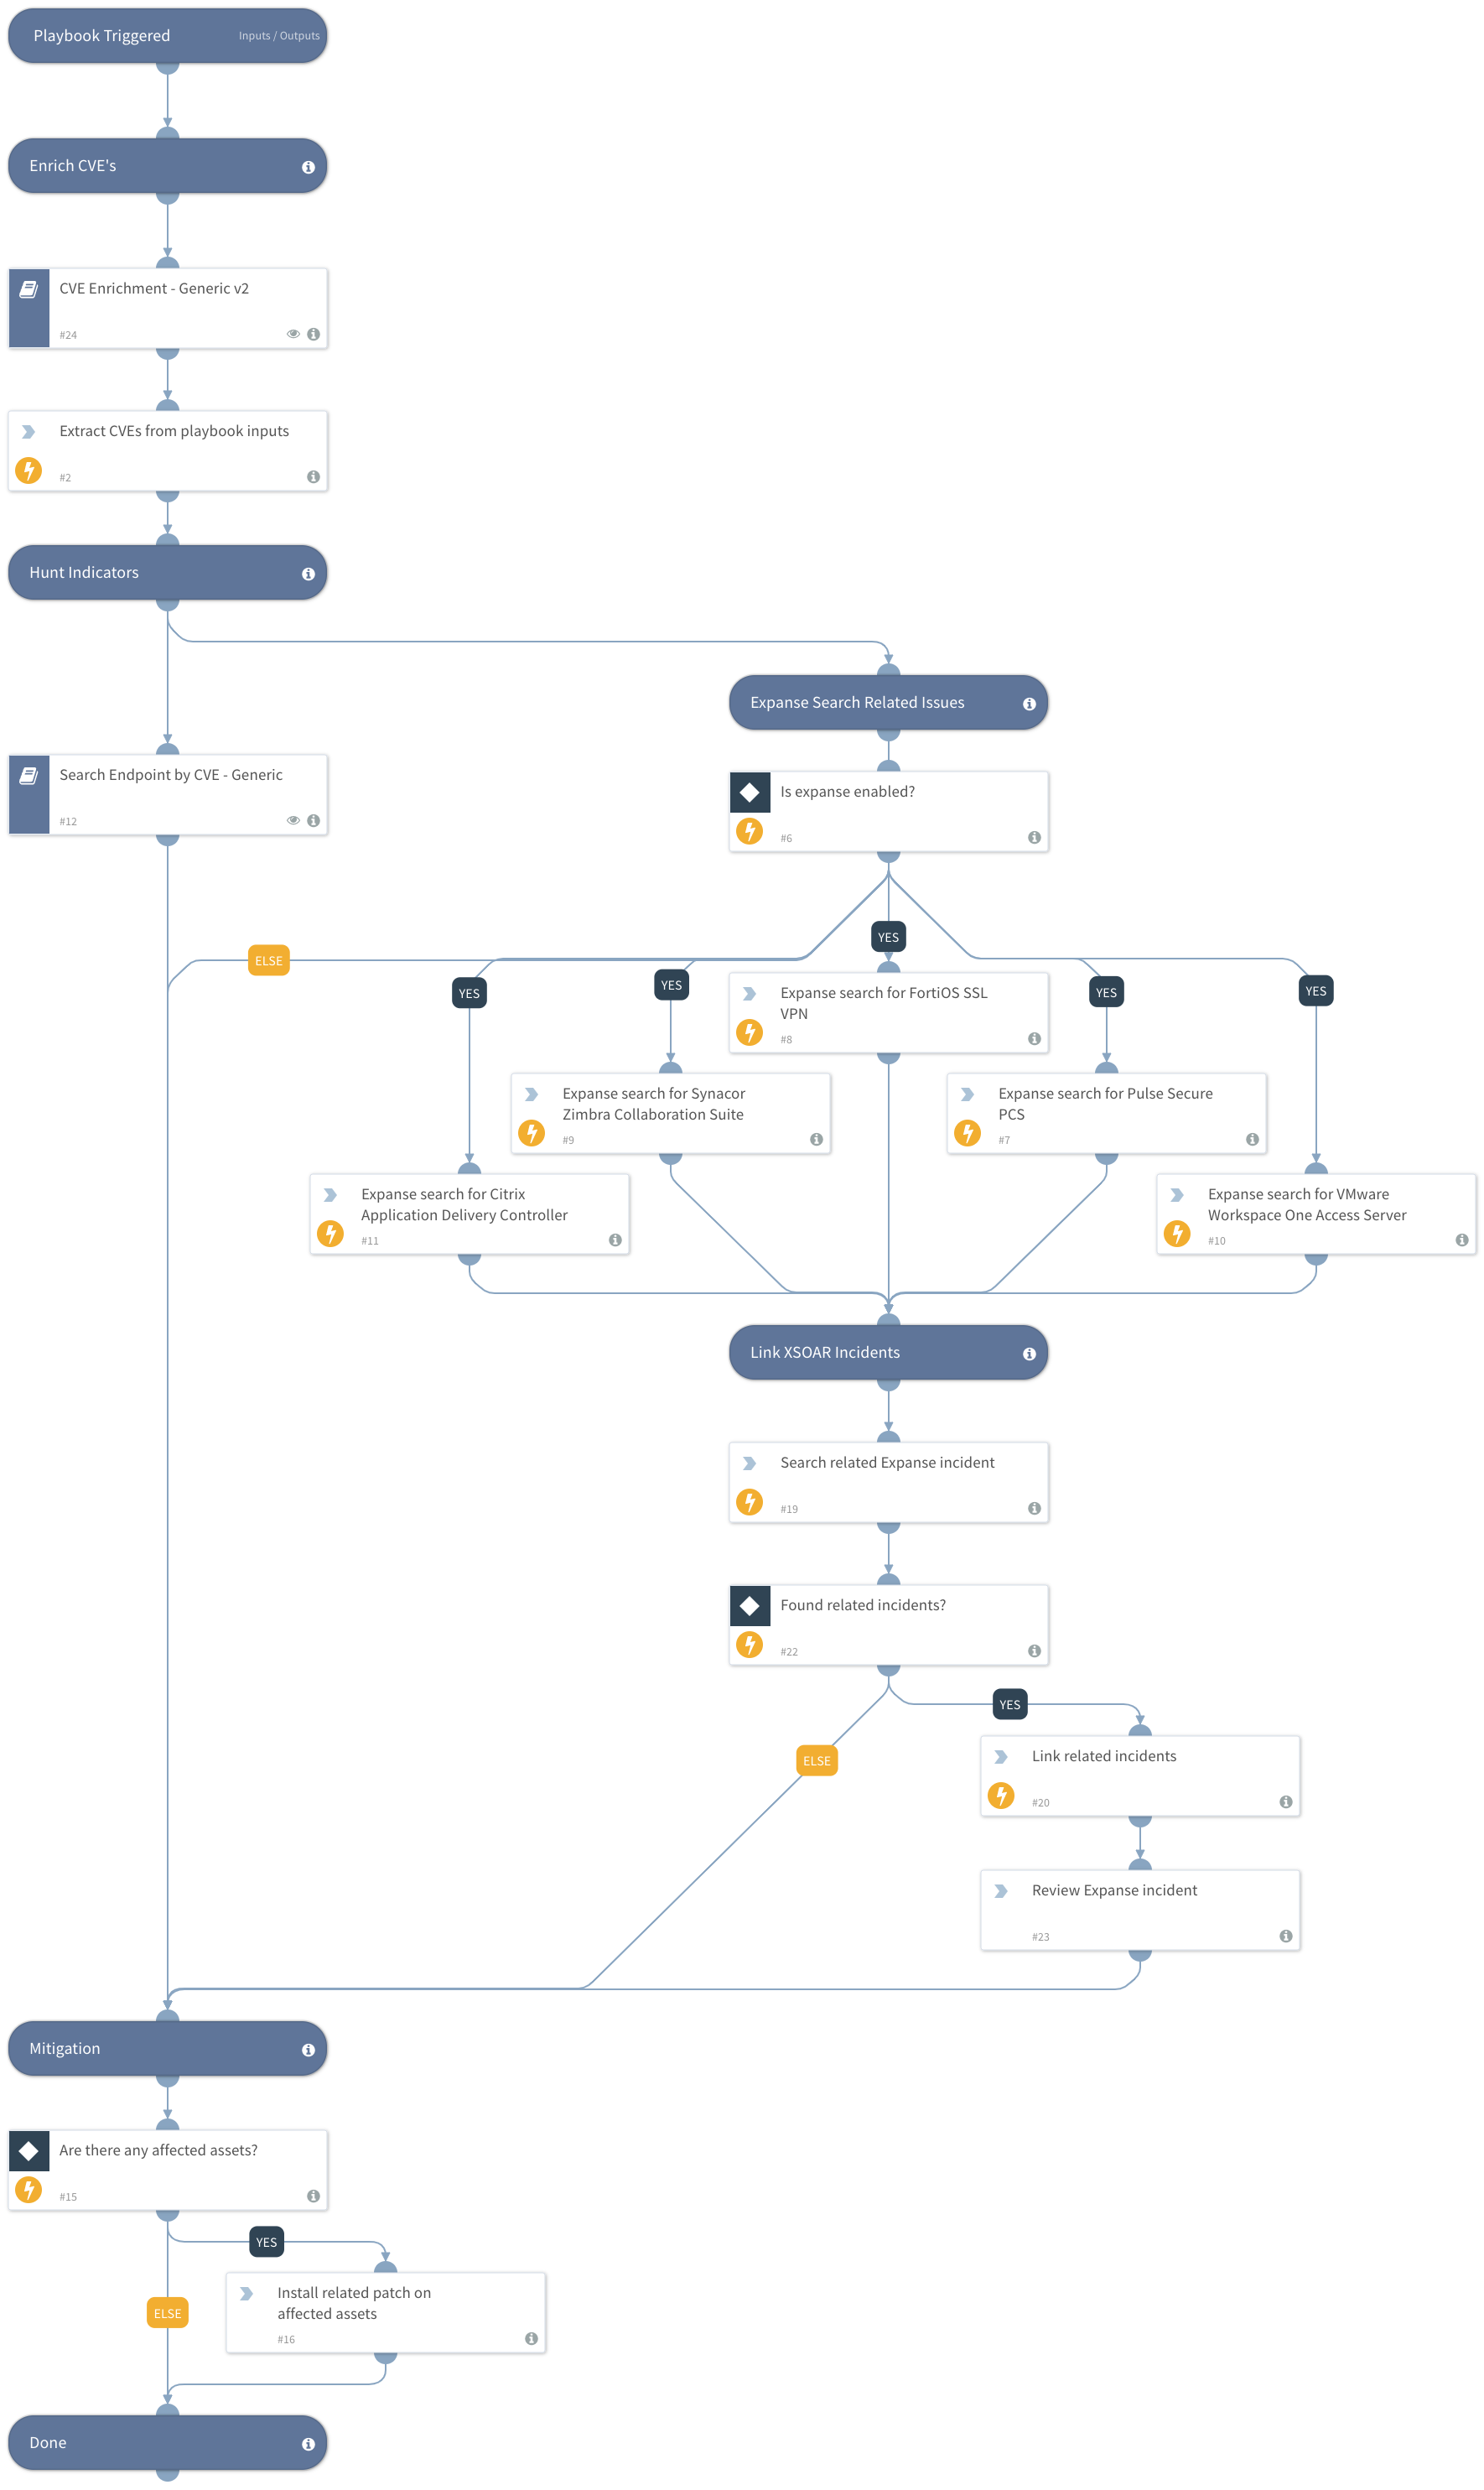 Playbook Triggered
Inputs / Outputs
Enrich CVE's
CVE Enrichment - Generic v2
#24
Extract CVEs from playbook inputs
#2
Hunt Indicators
Expanse Search Related Issues
Search Endpoint by CVE - Generic
#12
Is expanse enabled?
#6
YES
ELSE
YES
YES
YES
YES
Expanse search for FortiOS SSL
VPN
#8
Expanse search for Synacor
Zimbra Collaboration Suite
#9
Expanse search for Pulse Secure
PCS
#7
Expanse search for Citrix
Application Delivery Controller
#11
Expanse search for VMware
Workspace One Access Server
#10
Link XSOAR Incidents
Search related Expanse incident
#19
Found related incidents?
#22
YES
ELSE
Link related incidents
#20
Review Expanse incident
#23
Mitigation
Are there any affected assets?
#15
YES
ELSE
Install related patch on
affected assets
#16
Done